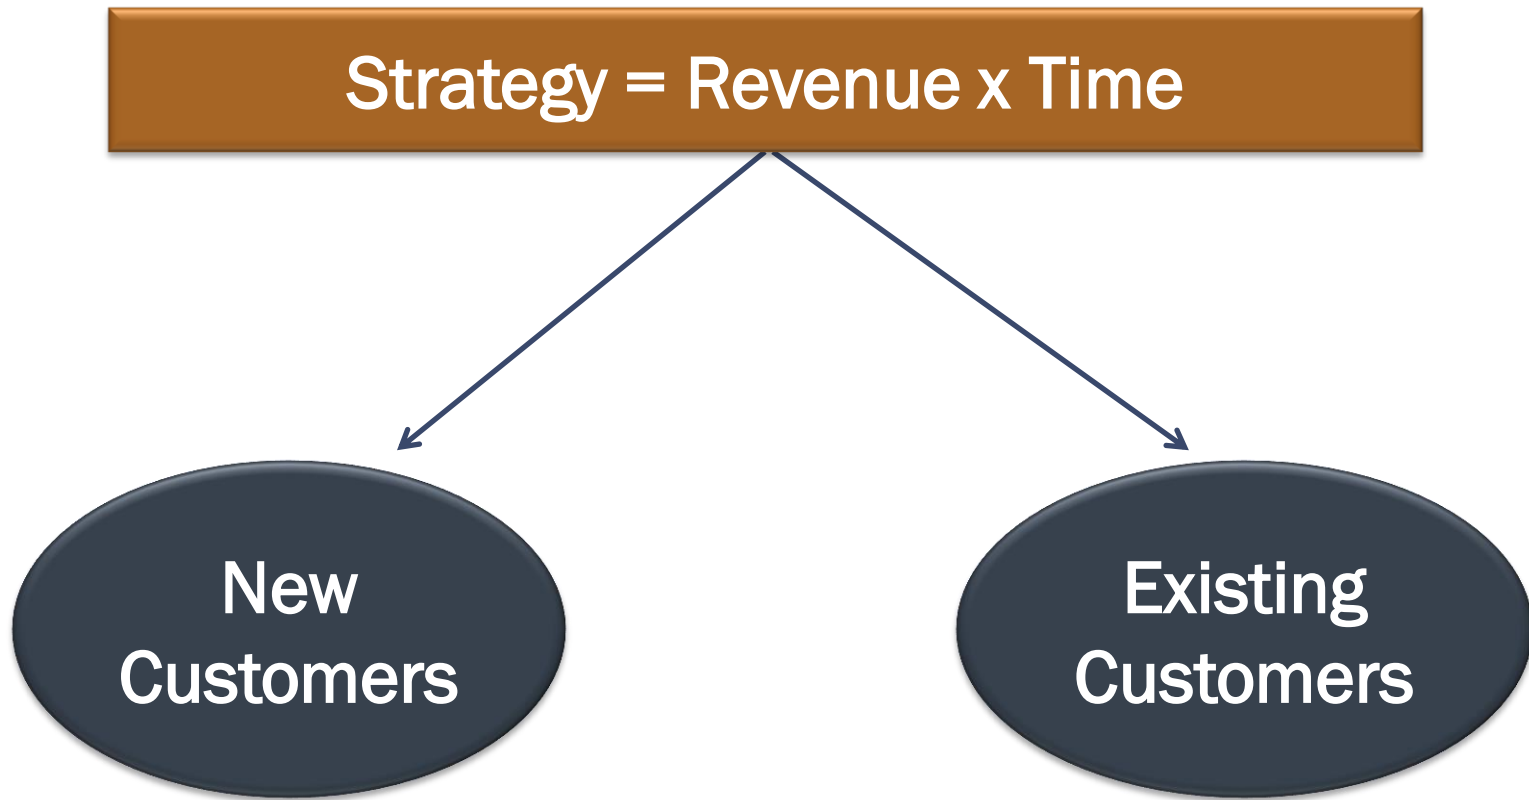 Strategy = Revenue x Time
New
Customers
Existing
Customers